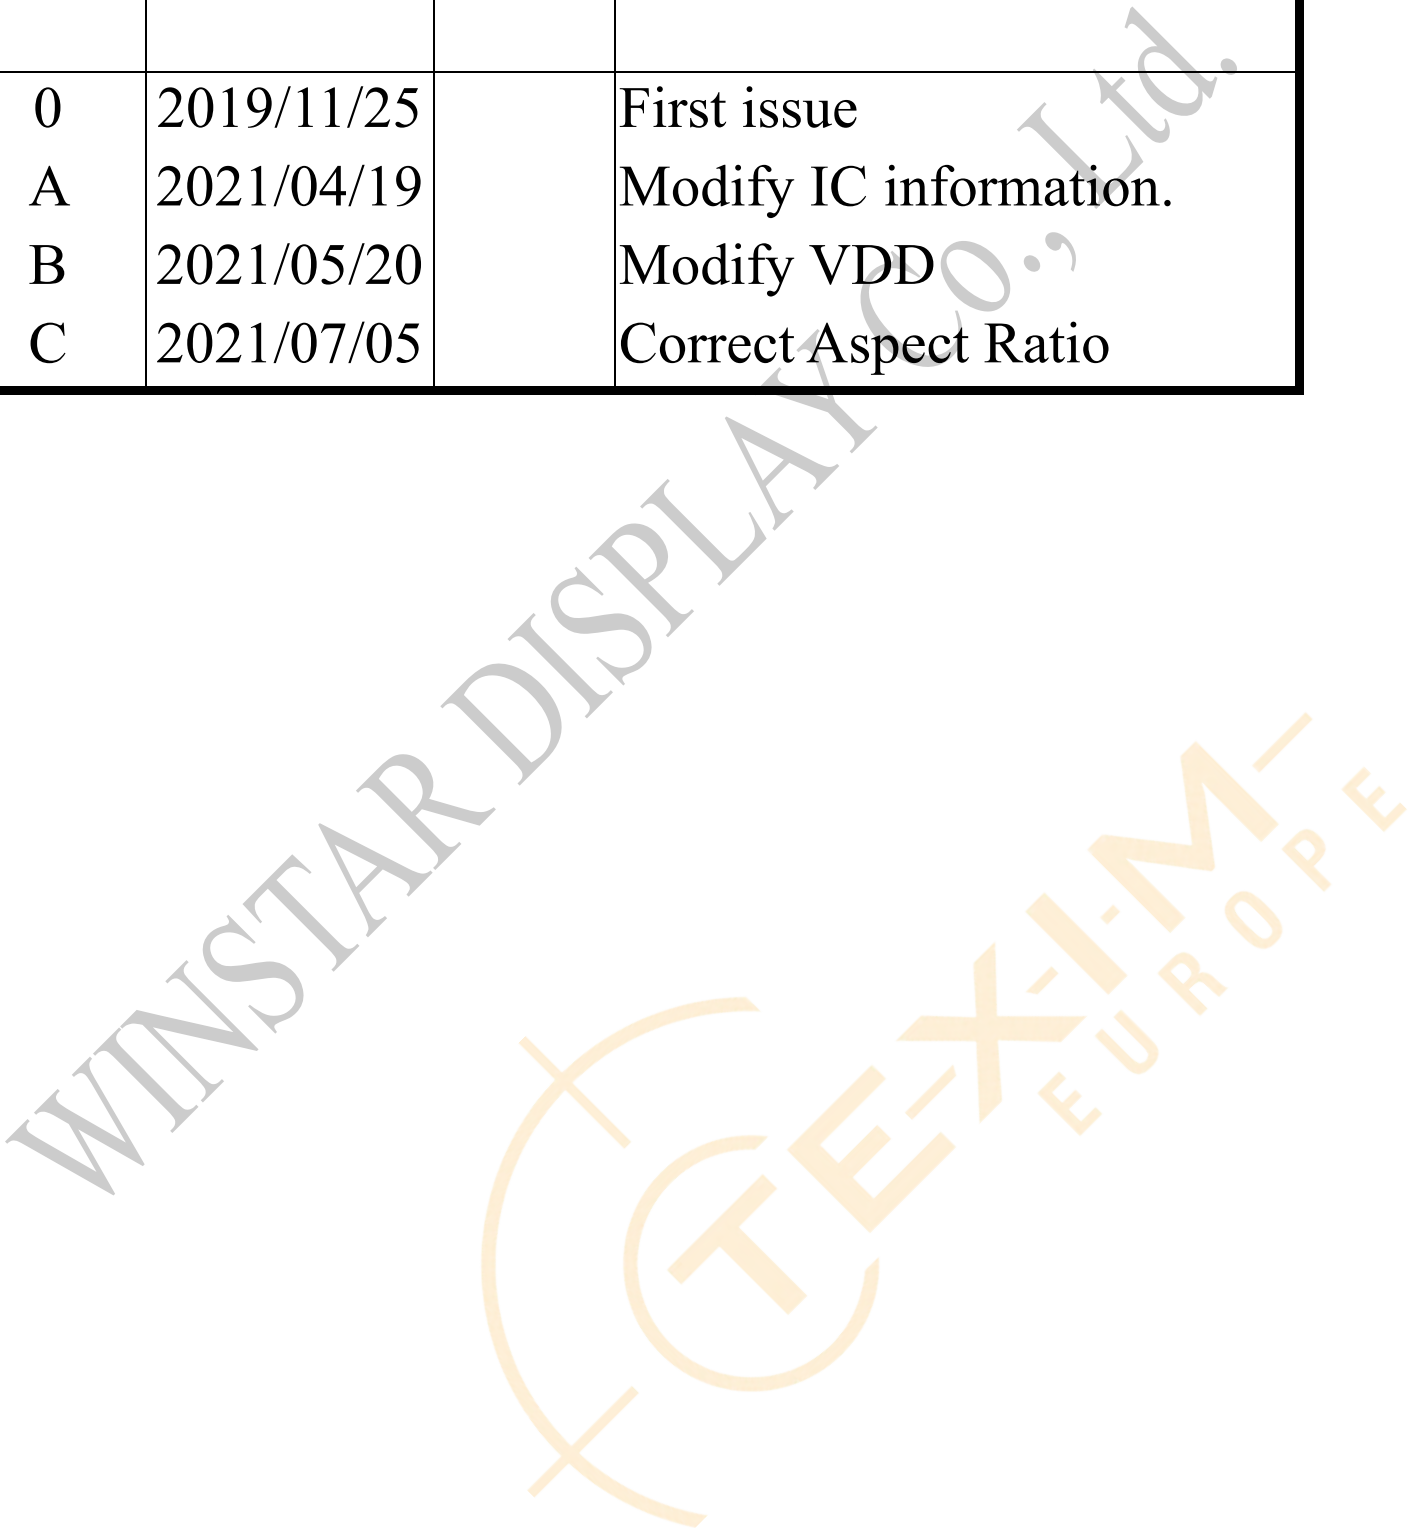 0 2019/11/25 First issue
A 2021/04/19 Modify IC information.
B 2021/05/20 Modify VDD
C 2021/07/05 Correct Aspect Ratio
WINSTAR DISPLAY Co., Ltd.
TEXIM
EUROPE